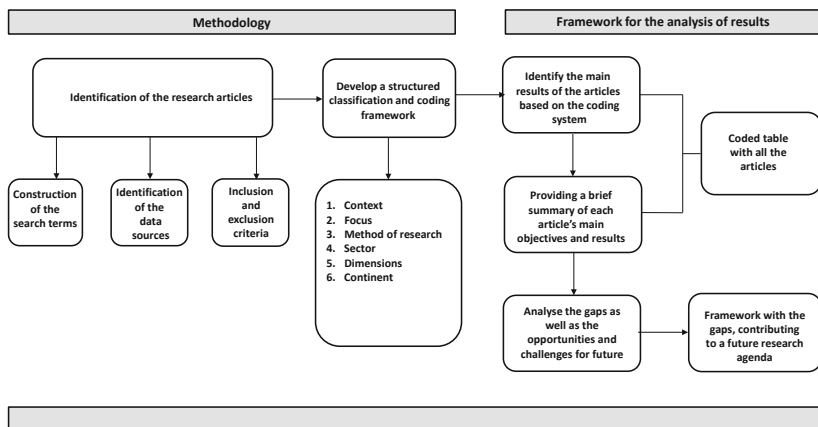 Methodology
Framework for the analysis of results
Identification of the research articles
Develop a structured
classification and coding
framework
Identify the main
results of the articles
based on the coding
system
Coded table
with all the
articles
Construction
of the
search terms
Identification
of the
data
sources
Inclusion
and
exclusion
criteria
1. Context
2. Focus
3. Method of research
4. Sector
5. Dimensions
6. Continent
Providing a brief
summary of each
article's main
objectives and results
Analyse the gaps as
well as the
opportunities and
challenges for future
Framework with the
gaps, contributing
to a future research
agenda